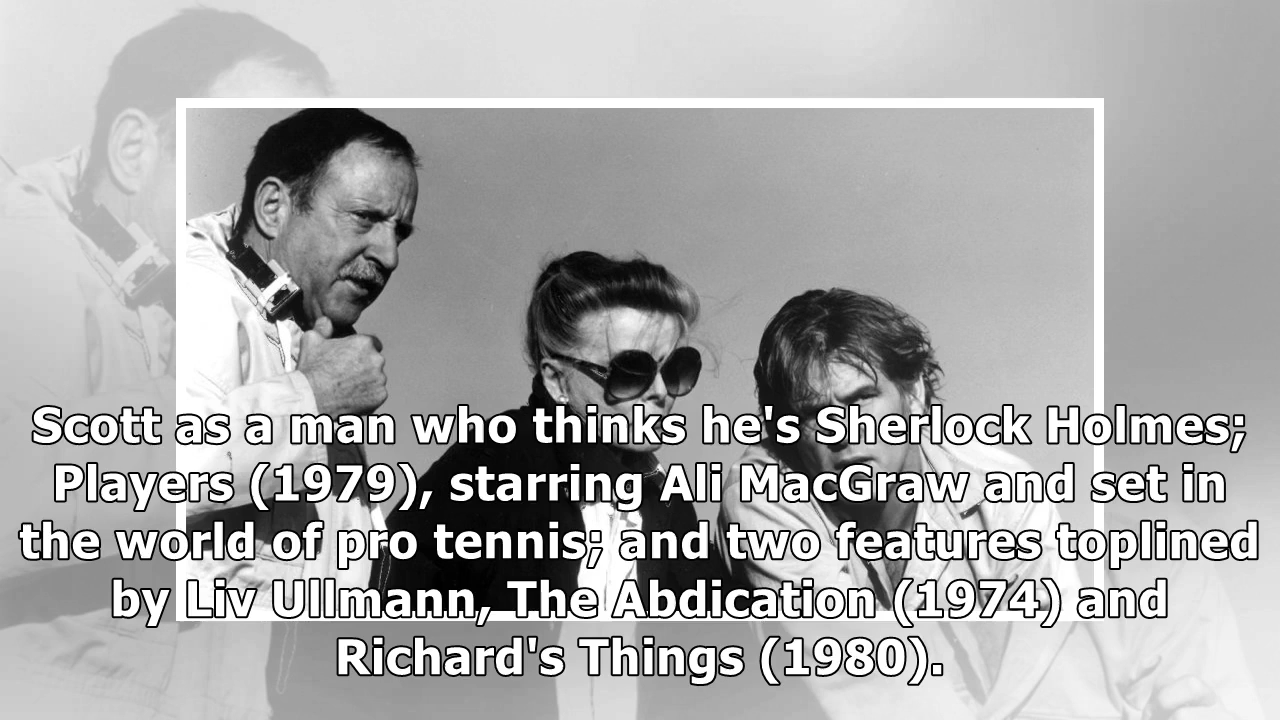 Scott as a man who thinks he's Sherlock Holmes;
Players (1979), starring Ali MacGraw and set in
the world of pro tennis; and two features toplined
by Liv Ullmann, The Abdication (1974) and
Richard's Things (1980).